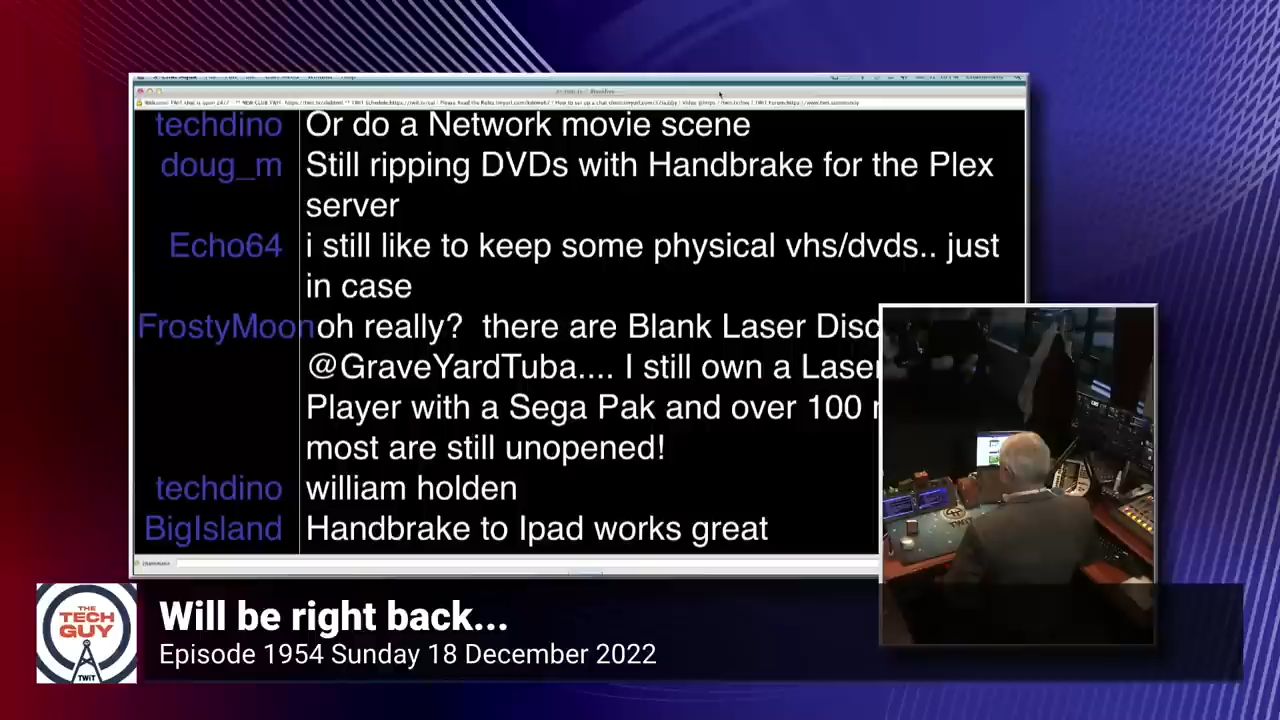 techdino Or do a Network movie scene
doug_m Still ripping DVDs with Handbrake for the Plex
server
Echo64 i still like to keep some physical vhs/dvds.. just
in case
FrostyMoon oh really?  there are Blank Laser Disc
@GraveYardTuba.... I still own a Laser
Player with a Sega Pak and over 100
most are still unopened!
techdino william holden
BigIsland Handbrake to Ipad works great
THE
TECH
GUY
TWiT
Will be right back...
Episode 1954 Sunday 18 December 2022